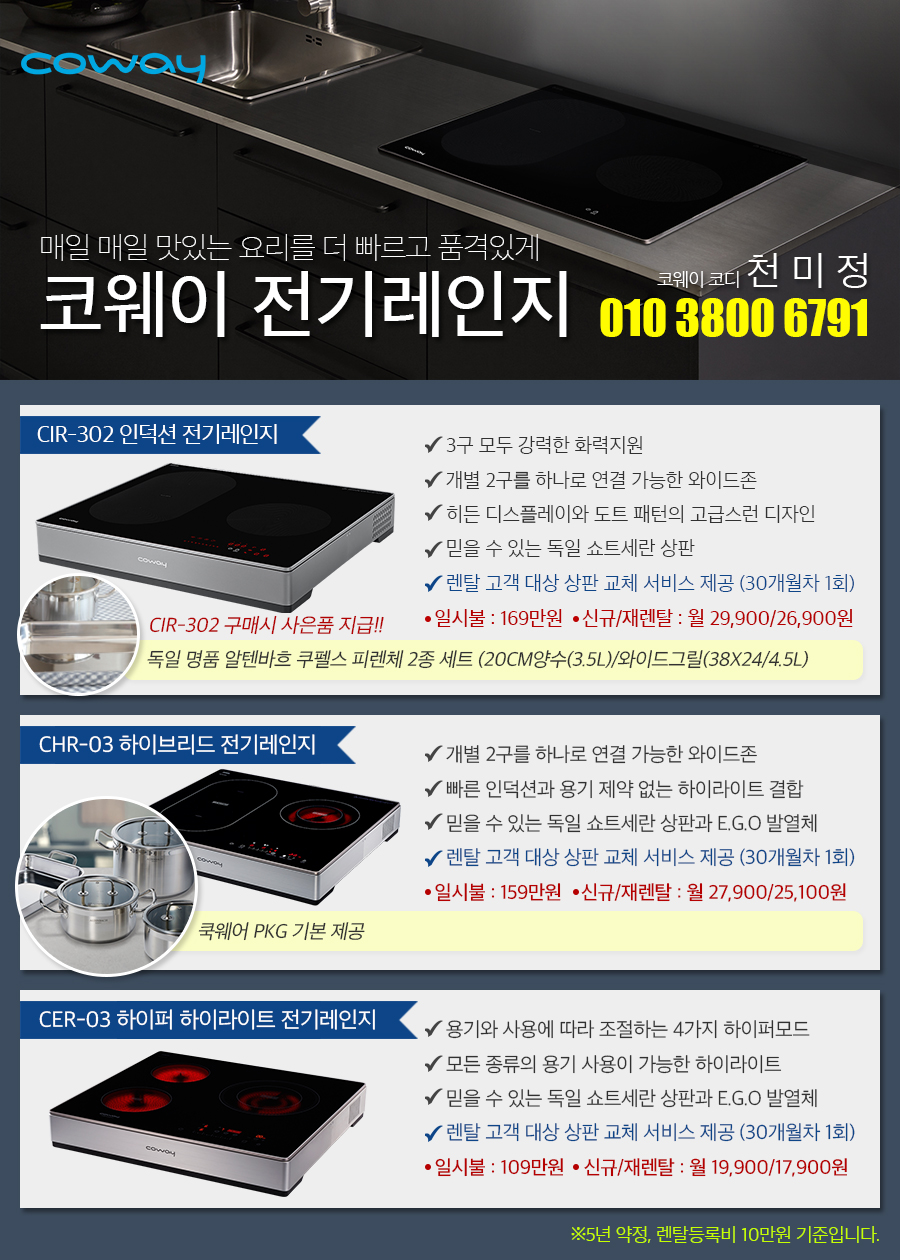 coway
매일 매일 맛있는 요리를 더 빠르고 품격있게
코웨이 전기레인지
코웨이 코디 천 미 정
010 3800 6791
CIR-302 인덕션 전기레인지
✓ 3구 모두 강력한 화력지원
✓ 개별 2구를 하나로 연결 가능한 와이드존
✓ 히든 디스플레이와 도트 패턴의 고급스런 디자인
✓ 믿을 수 있는 독일 쇼트세란 상판
✓ 렌탈 고객 대상 상판 교체 서비스 제공 (30개월차 1회)
• 일시불 : 169만원 • 신규/재렌탈 : 월 29,900/26,900원
CIR-302 구매시 사은품 지급!!
독일 명품 알텐바흐 쿠펠스 피렌체 2종 세트 (20CM양수(3.5L)/와이드그릴(38X24/4.5L)
CHR-03 하이브리드 전기레인지
✓ 개별 2구를 하나로 연결 가능한 와이드존
✓ 빠른 인덕션과 용기 제약 없는 하이라이트 결합
✓ 믿을 수 있는 독일 쇼트세란 상판과 E.G.O 발열체
✓ 렌탈 고객 대상 상판 교체 서비스 제공 (30개월차 1회)
• 일시불 : 159만원 • 신규/재렌탈 : 월 27,900/25,100원
쿡웨어 PKG 기본 제공
CER-03 하이퍼 하이라이트 전기레인지
✓ 용기와 사용에 따라 조절하는 4가지 하이퍼모드
✓ 모든 종류의 용기 사용이 가능한 하이라이트
✓ 믿을 수 있는 독일 쇼트세란 상판과 E.G.O 발열체
✓ 렌탈 고객 대상 상판 교체 서비스 제공 (30개월차 1회)
• 일시불 : 109만원 • 신규/재렌탈 : 월 19,900/17,900원
※5년 약정, 렌탈등록비 10만원 기준입니다.